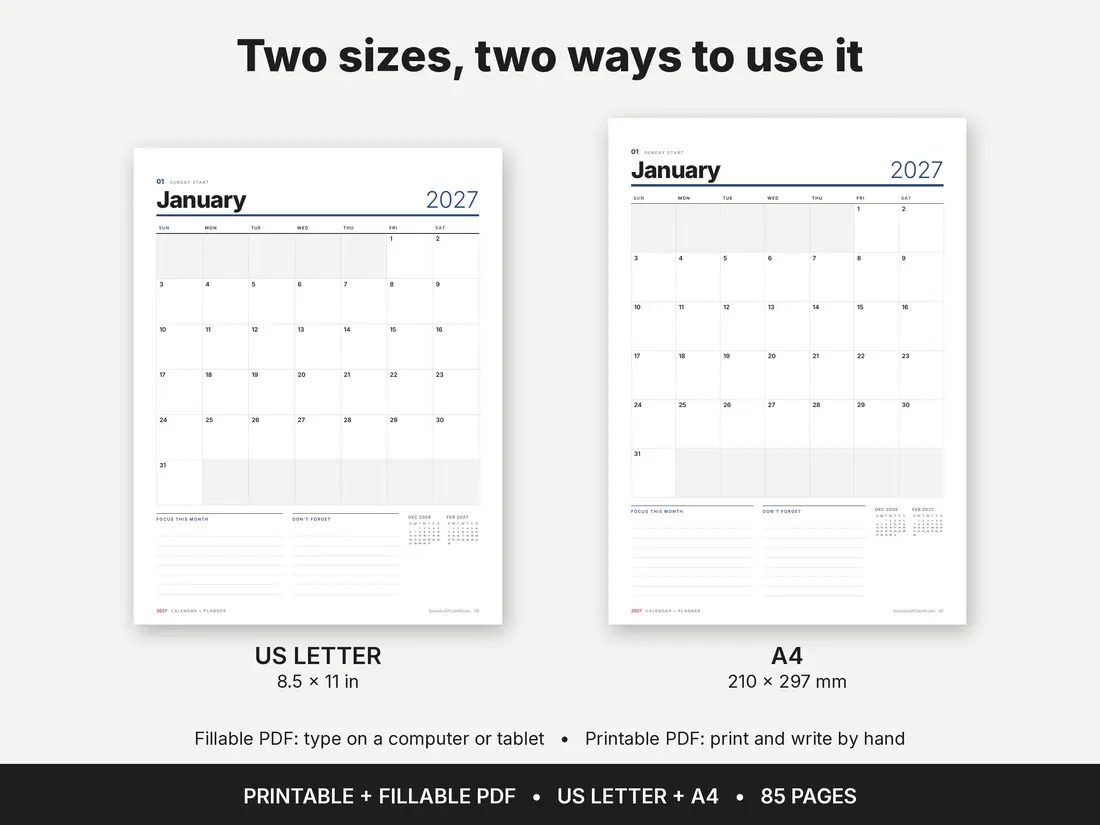 Two sizes, two ways to use it
01 SUNDAY START
January 2027
SUN MON TUE WED THU FRI SAT
1 2
3 4 5 6 7 8 9
10 11 12 13 14 15 16
17 18 19 20 21 22 23
24 25 26 27 28 29 30
31
FOCUS THIS MONTH DON'T FORGET DEC 2026 FEB 2027
2027 CALENDAR + PLANNER
US LETTER
8.5 × 11 in
01 SUNDAY START
January 2027
SUN MON TUE WED THU FRI SAT
1 2
3 4 5 6 7 8 9
10 11 12 13 14 15 16
17 18 19 20 21 22 23
24 25 26 27 28 29 30
31
FOCUS THIS MONTH DON'T FORGET DEC 2026 FEB 2027
2027 CALENDAR + PLANNER
A4
210 × 297 mm
Fillable PDF: type on a computer or tablet • Printable PDF: print and write by hand
PRINTABLE + FILLABLE PDF • US LETTER + A4 • 85 PAGES